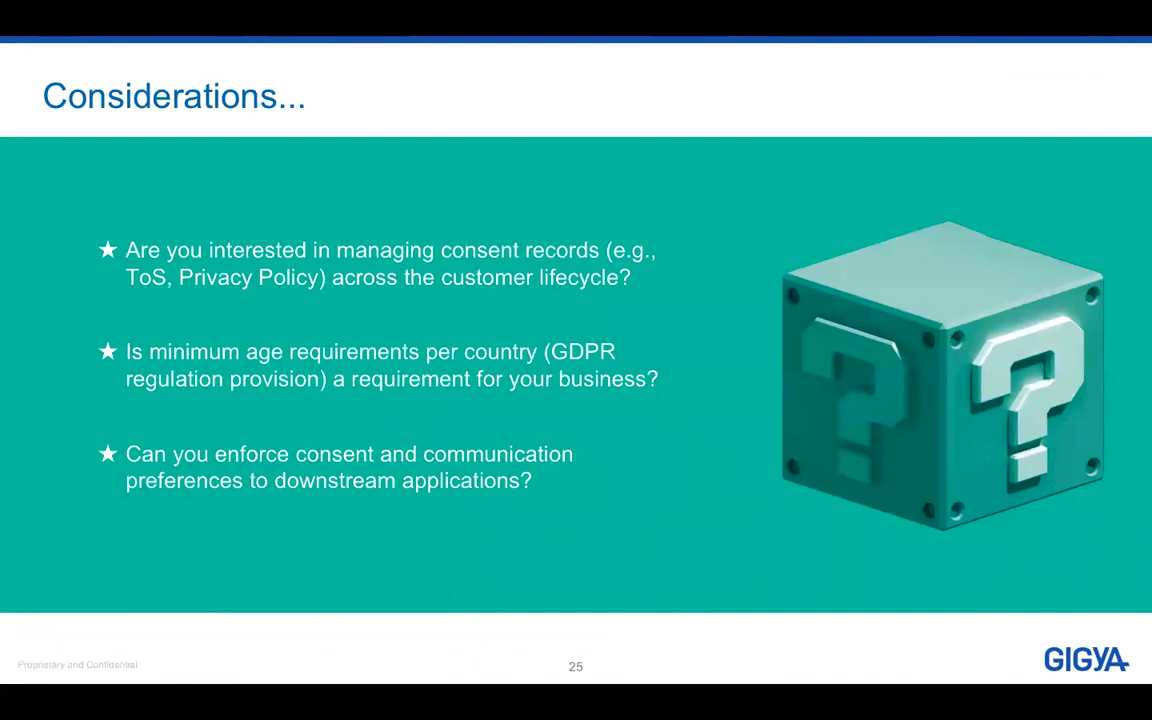 Considerations...
★ Are you interested in managing consent records (e.g.,
ToS, Privacy Policy) across the customer lifecycle?
★ Is minimum age requirements per country (GDPR
regulation provision) a requirement for your business?
★ Can you enforce consent and communication
preferences to downstream applications?
? ?
Proprietary and Confidential
25
GIGYA